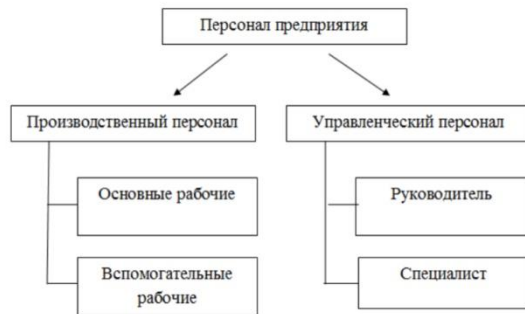 Персонал предприятия
Производственный персонал
Управленческий персонал
Основные рабочие
Руководитель
Вспомогательные
рабочие
Специалист